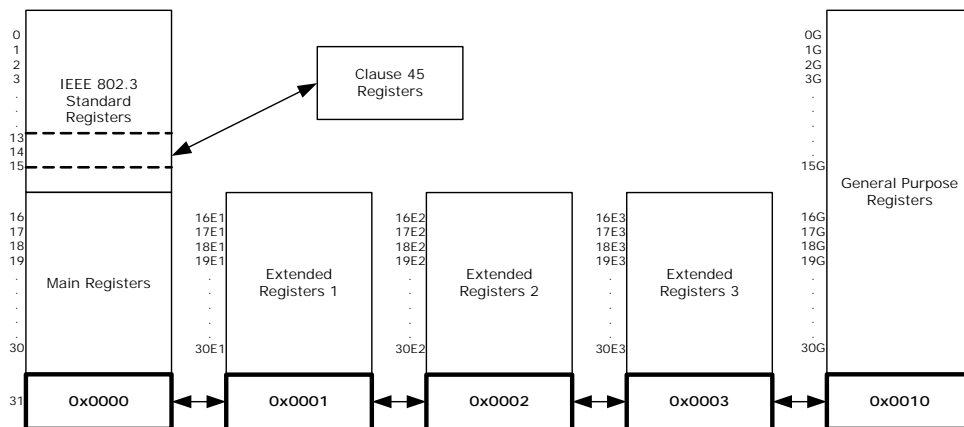 0
1
2
3
.
.
.
13
14
15
IEEE 802.3
Standard
Registers
Clause 45
Registers
16
17
18
19
.
.
.
.
.
30
Main Registers
16E1
17E1
18E1
19E1
.
.
.
.
.
30E1
Extended
Registers 1
16E2
17E2
18E2
19E2
.
.
.
.
.
30E2
Extended
Registers 2
16E3
17E3
18E3
19E3
.
.
.
.
.
30E3
Extended
Registers 3
0G
1G
2G
3G
.
.
.
.
.
15G
16G
17G
18G
19G
.
.
.
.
.
30G
General Purpose
Registers
31
0x0000
0x0001
0x0002
0x0003
0x0010